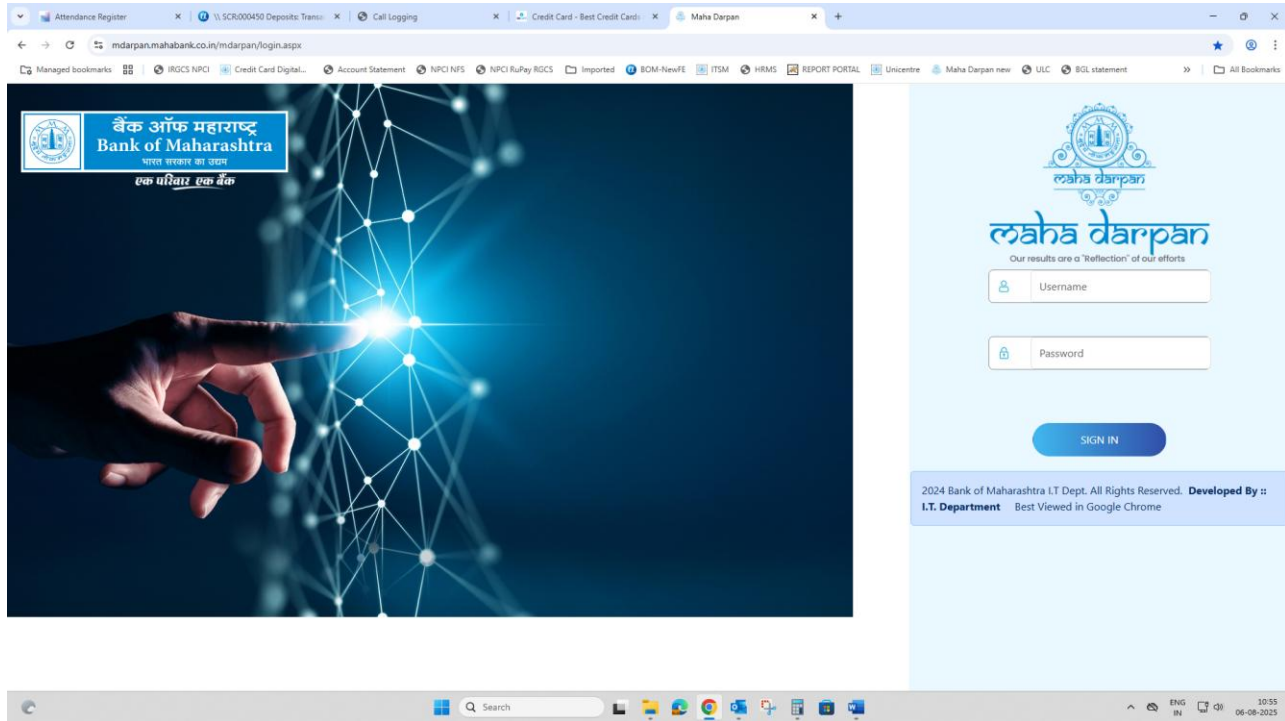 Attendance Register
\\ SCR:000450 Deposits: Transa
Call Logging
Credit Card - Best Credit Cards
Maha Darpan
mdarpan.mahabank.co.in/mdarpan/login.aspx
Managed bookmarks
IRGCS NPCI
Credit Card Digital...
Account Statement
NPCI NFS
NPCI RuPay RGCS
Imported
BOM-NewFE
ITSM
HRMS
REPORT PORTAL
Unicentre
Maha Darpan new
ULC
BGL statement
»
All Bookmarks
बैंक ऑफ महाराष्ट्र
Bank of Maharashtra
भारत सरकार का उद्यम
एक परिवार एक बैंक
maha darpan
maha darpan
Our results are a "Reflection" of our efforts
Username
Password
SIGN IN
2024 Bank of Maharashtra I.T Dept. All Rights Reserved. Developed By ::
I.T. Department Best Viewed in Google Chrome
Search
ENG
IN
10:55
06-08-2025